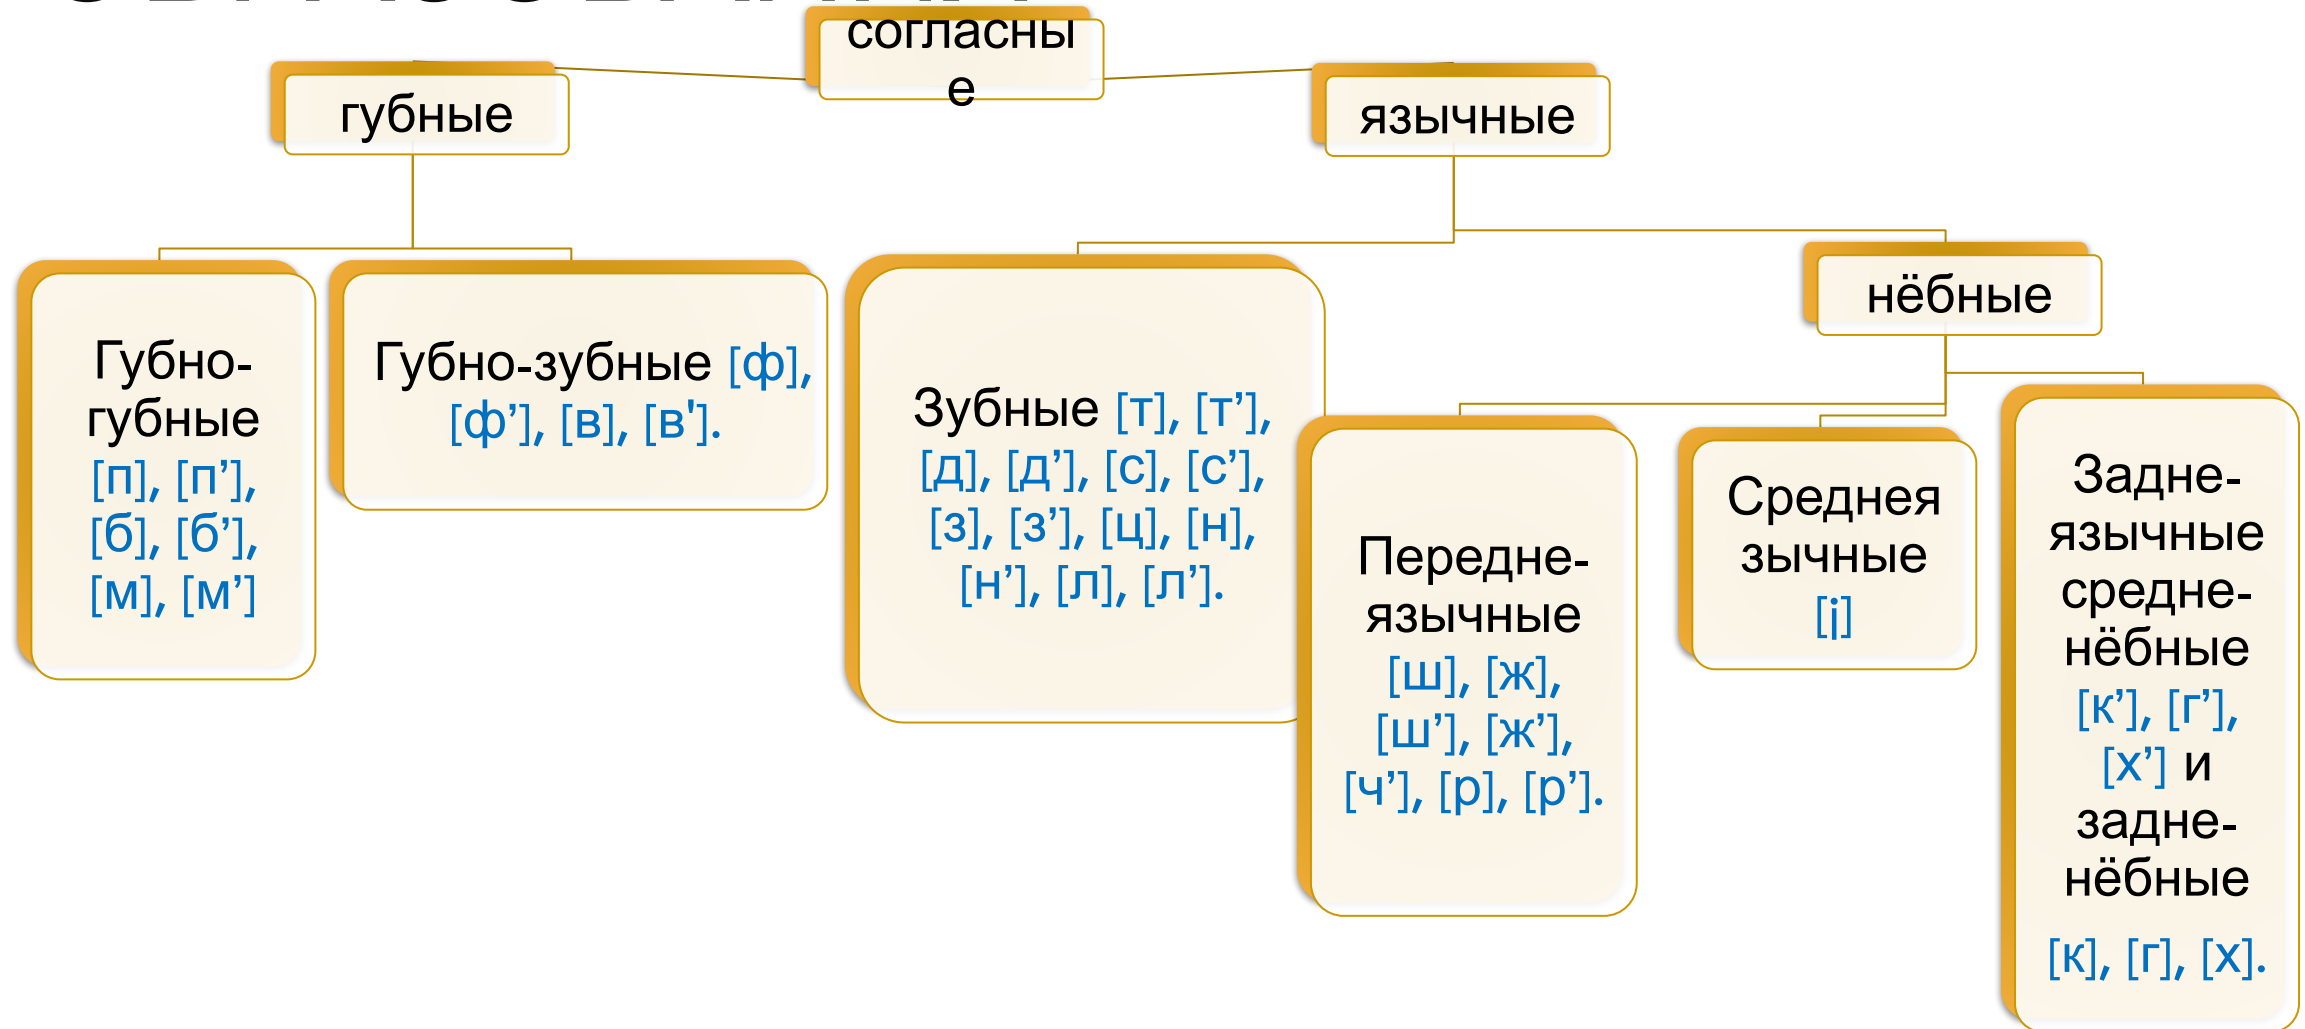 согласны
е
губные
язычные
нёбные
Губно-
губные
[п], [п’],
[б], [б’],
[м], [м’]
Губно-зубные [ф],
[ф’], [в], [в'].
Зубные [т], [т’],
[д], [д’], [с], [с’],
[з], [з’], [ц], [н],
[н’], [л], [л’].
Передне-
язычные
[ш], [ж],
[ш’], [ж’],
[ч’], [р], [р’].
Среднея
зычные
[j]
Задне-
язычные
средне-
нёбные
[к’], [г’],
[х’] и
задне-
нёбные
[к], [г], [х].